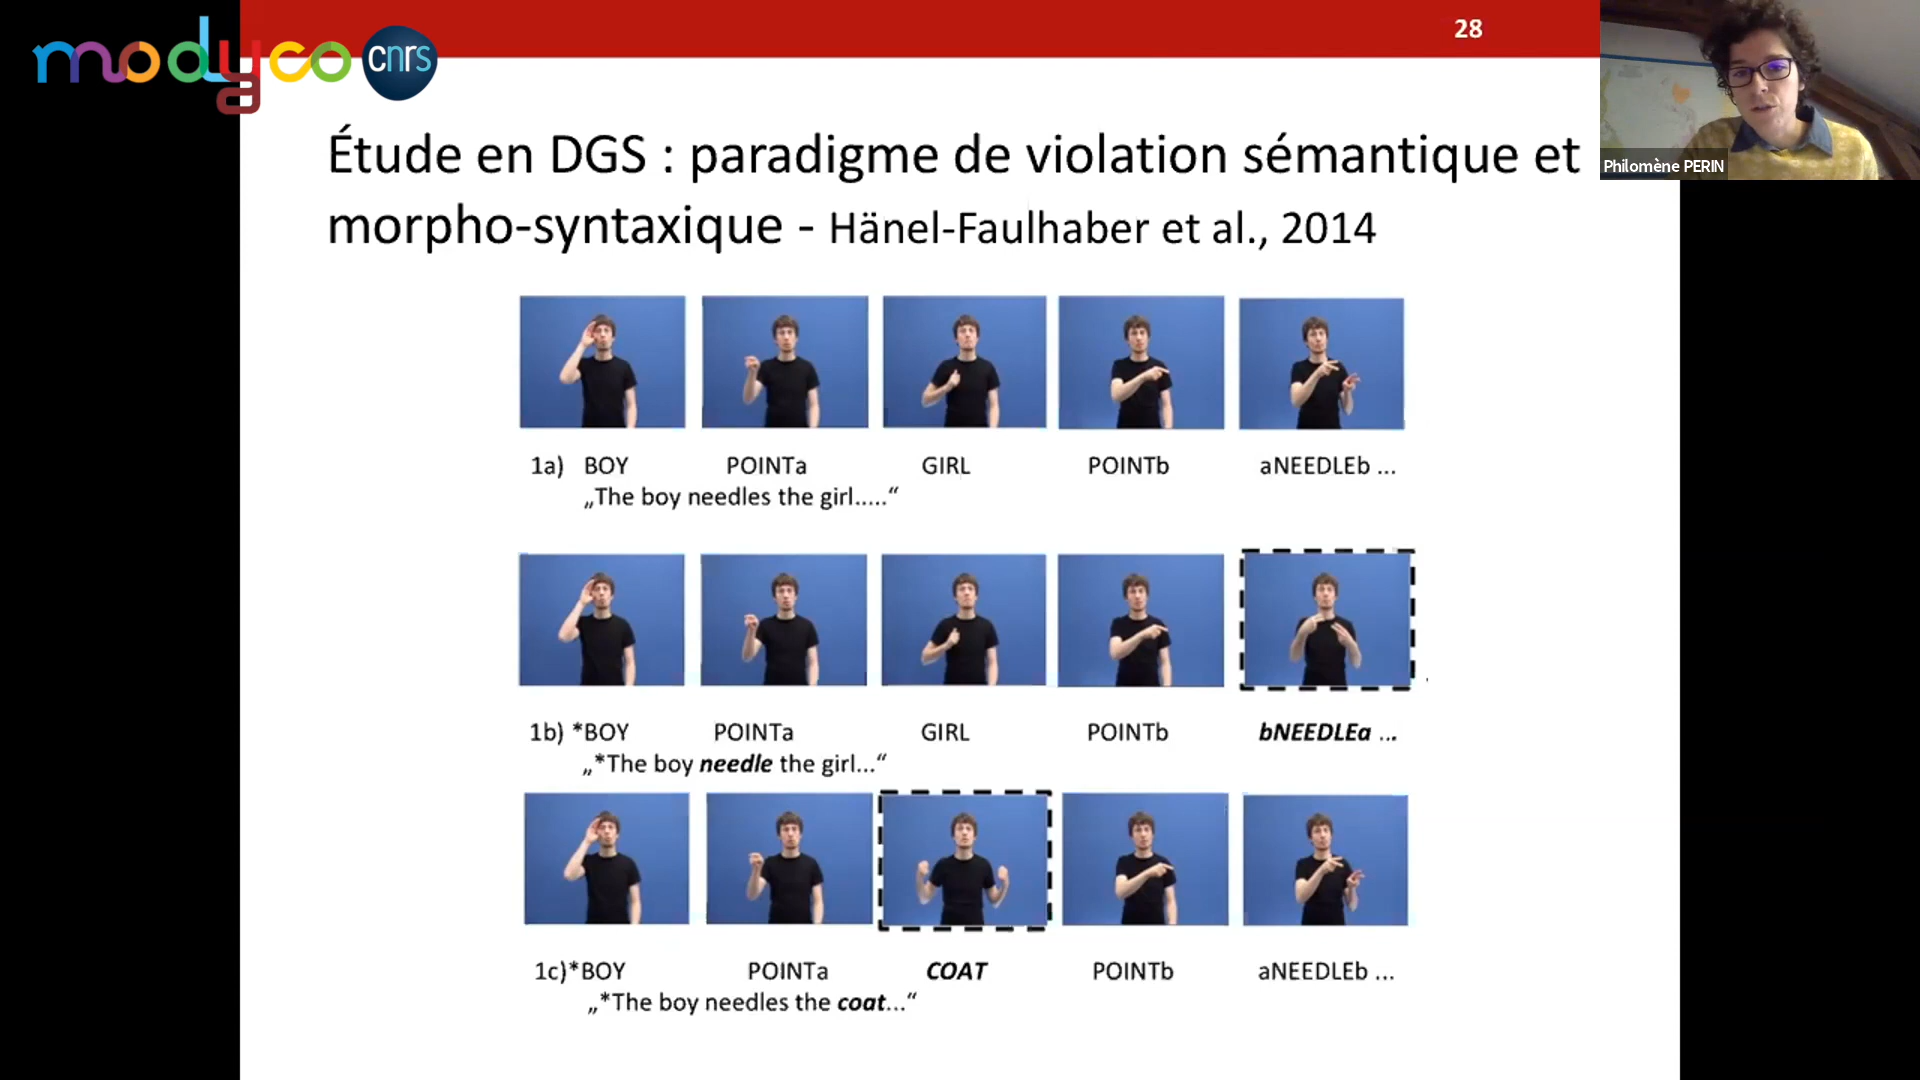 modyco cnrs
28
Philomène PERIN
Étude en DGS : paradigme de violation sémantique et
morpho-syntaxique - Hänel-Faulhaber et al., 2014
1a) BOY POINTa GIRL POINTb aNEEDLEb ...
„The boy needles the girl.....“
1b) *BOY POINTa GIRL POINTb bNEEDLEa ...
„*The boy needle the girl...“
1c)*BOY POINTa COAT POINTb aNEEDLEb ...
„*The boy needles the coat...“